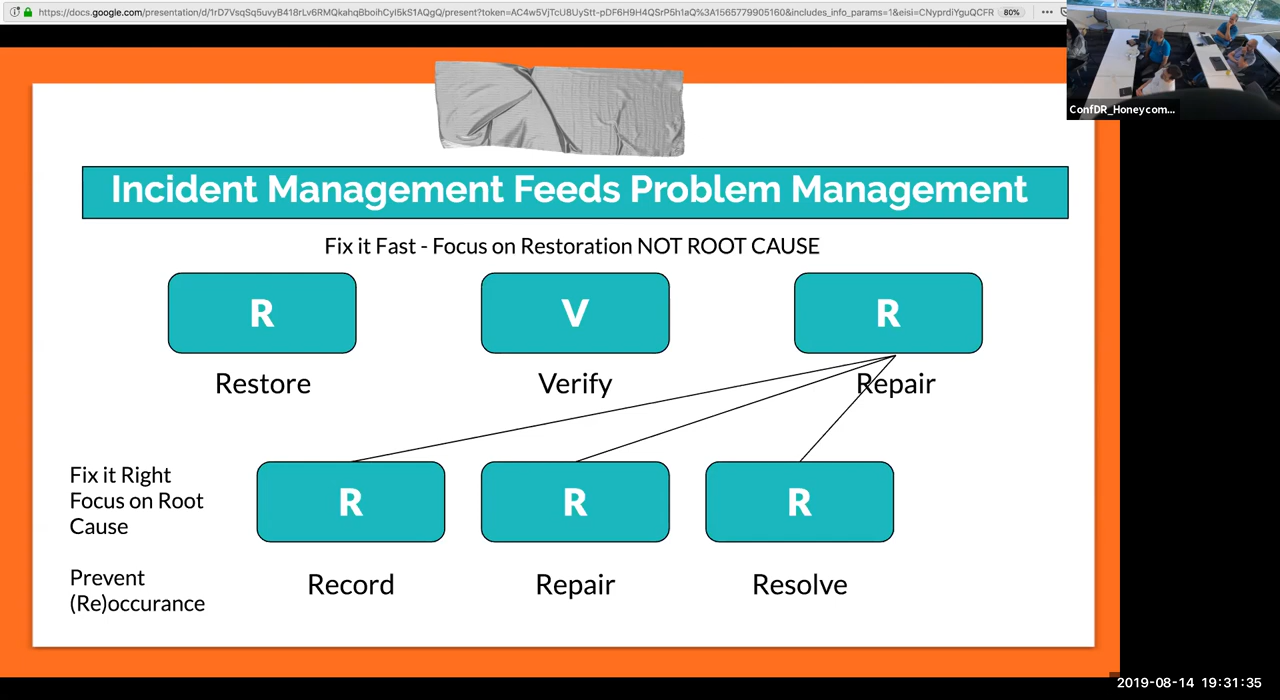 https://docs.google.com/presentation/d/1rD7VsqSq5uvyB418rLv6RMQkahqBboihCyI5kS1AQgQ/present?token=AC4w5VjTcU8UyStt-pDF6H9H4QSrP5h1aQ%3A1565779905160&includes_info_params=1&eisi=CNyprdiYguQCFR
80%
ConfDR_Honeycom...
Incident Management Feeds Problem Management
Fix it Fast - Focus on Restoration NOT ROOT CAUSE
R V R
Restore Verify Repair
Fix it Right
Focus on Root
Cause
R R R
Prevent
(Re)occurance
Record Repair Resolve
2019-08-14 19:31:35